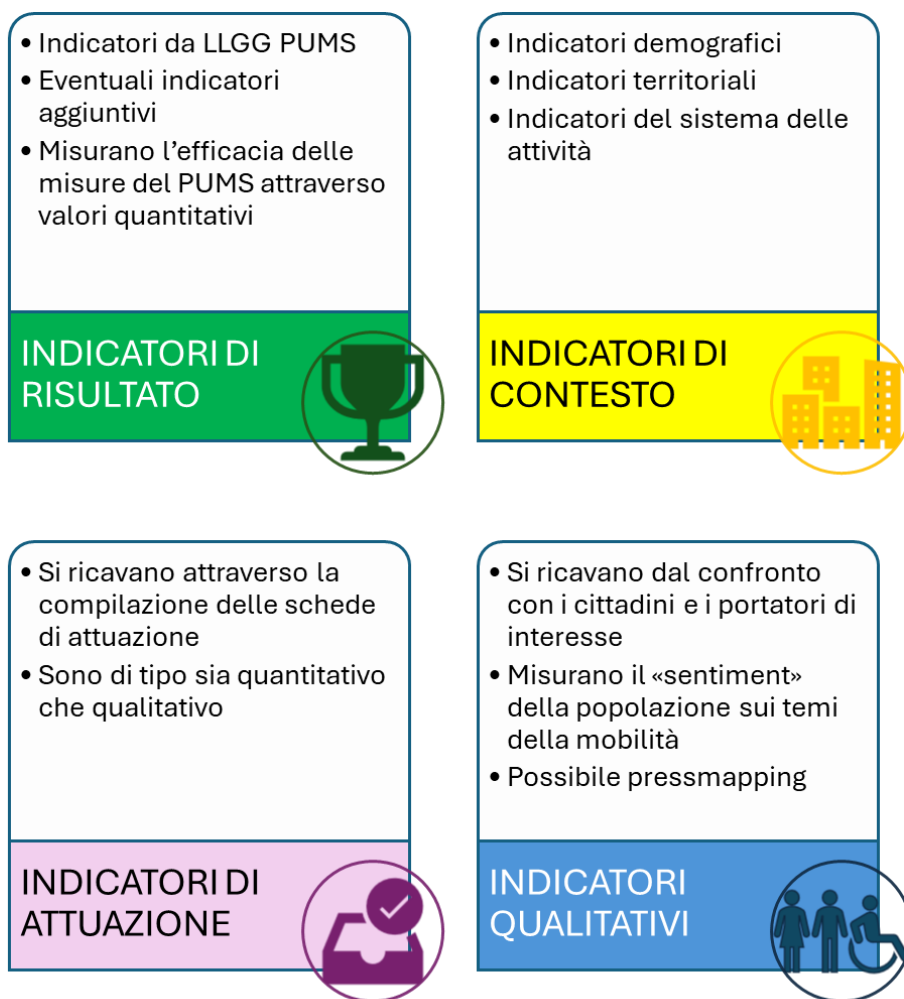 • Indicatori da LLGG PUMS
• Eventuali indicatori
aggiuntivi
• Misurano l’efficacia delle
misure del PUMS attraverso
valori quantitativi
INDICATORI DI
RISULTATO
• Indicatori demografici
• Indicatori territoriali
• Indicatori del sistema delle
attività
INDICATORI DI
CONTESTO
• Si ricavano attraverso la
compilazione delle schede
di attuazione
• Sono di tipo sia quantitativo
che qualitativo
INDICATORI DI
ATTUAZIONE
• Si ricavano dal confronto
con i cittadini e i portatori di
interesse
• Misurano il «sentiment»
della popolazione sui temi
della mobilità
• Possibile pressmapping
INDICATORI
QUALITATIVI